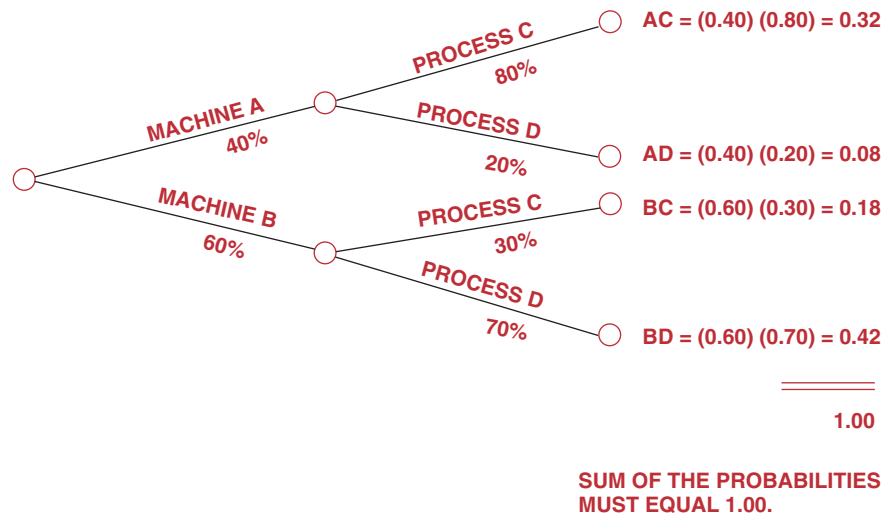 PROCESS C
80%
AC = (0.40) (0.80) = 0.32
MACHINE A
40%
PROCESS D
20%
AD = (0.40) (0.20) = 0.08
MACHINE B
60%
PROCESS C
30%
BC = (0.60) (0.30) = 0.18
PROCESS D
70%
BD = (0.60) (0.70) = 0.42
1.00
SUM OF THE PROBABILITIES
MUST EQUAL 1.00.